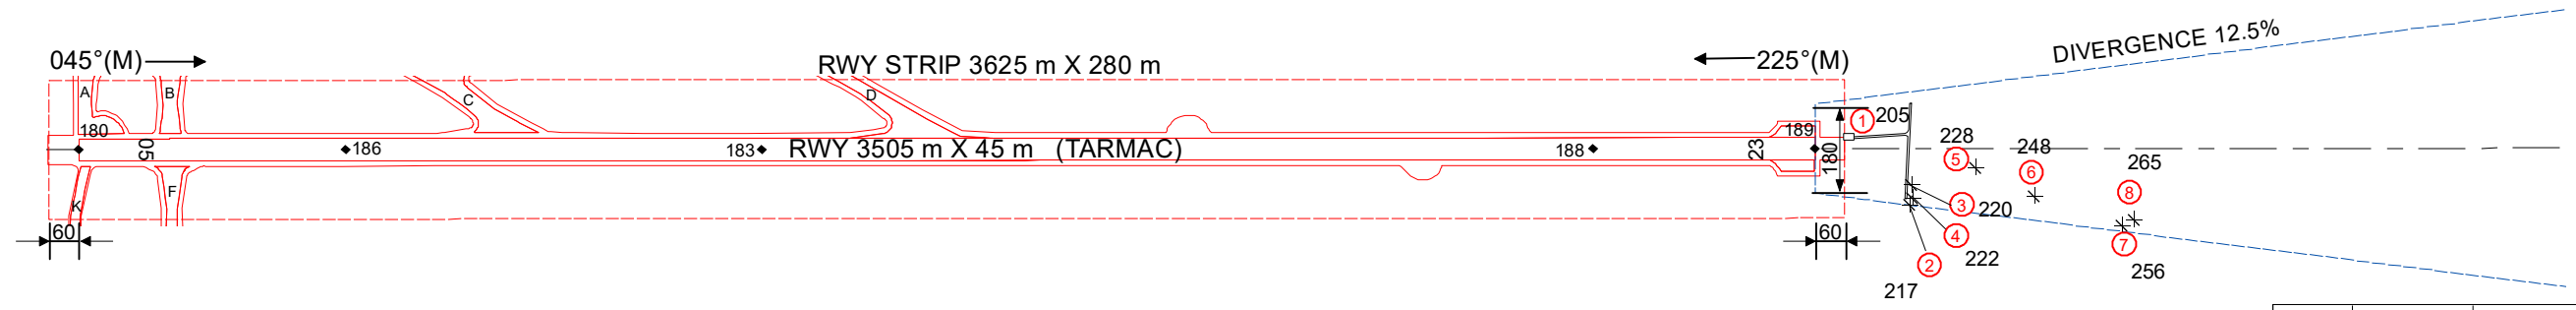 DIVERGENCE 12.5%
045°(M)
RWY STRIP 3625 m X 280 m
225°(M)
A
B
C
D
180
05
186
183
RWY 3505 m X 45 m (TARMAC)
188
23
189
180
1
205
228
5
248
6
265
8
K
F
3
220
4
222
2
217
7
256
60
60